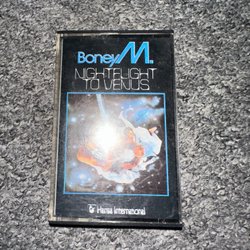 Boney M.
NIGHTFLIGHT
TO VENUS
Hansa International